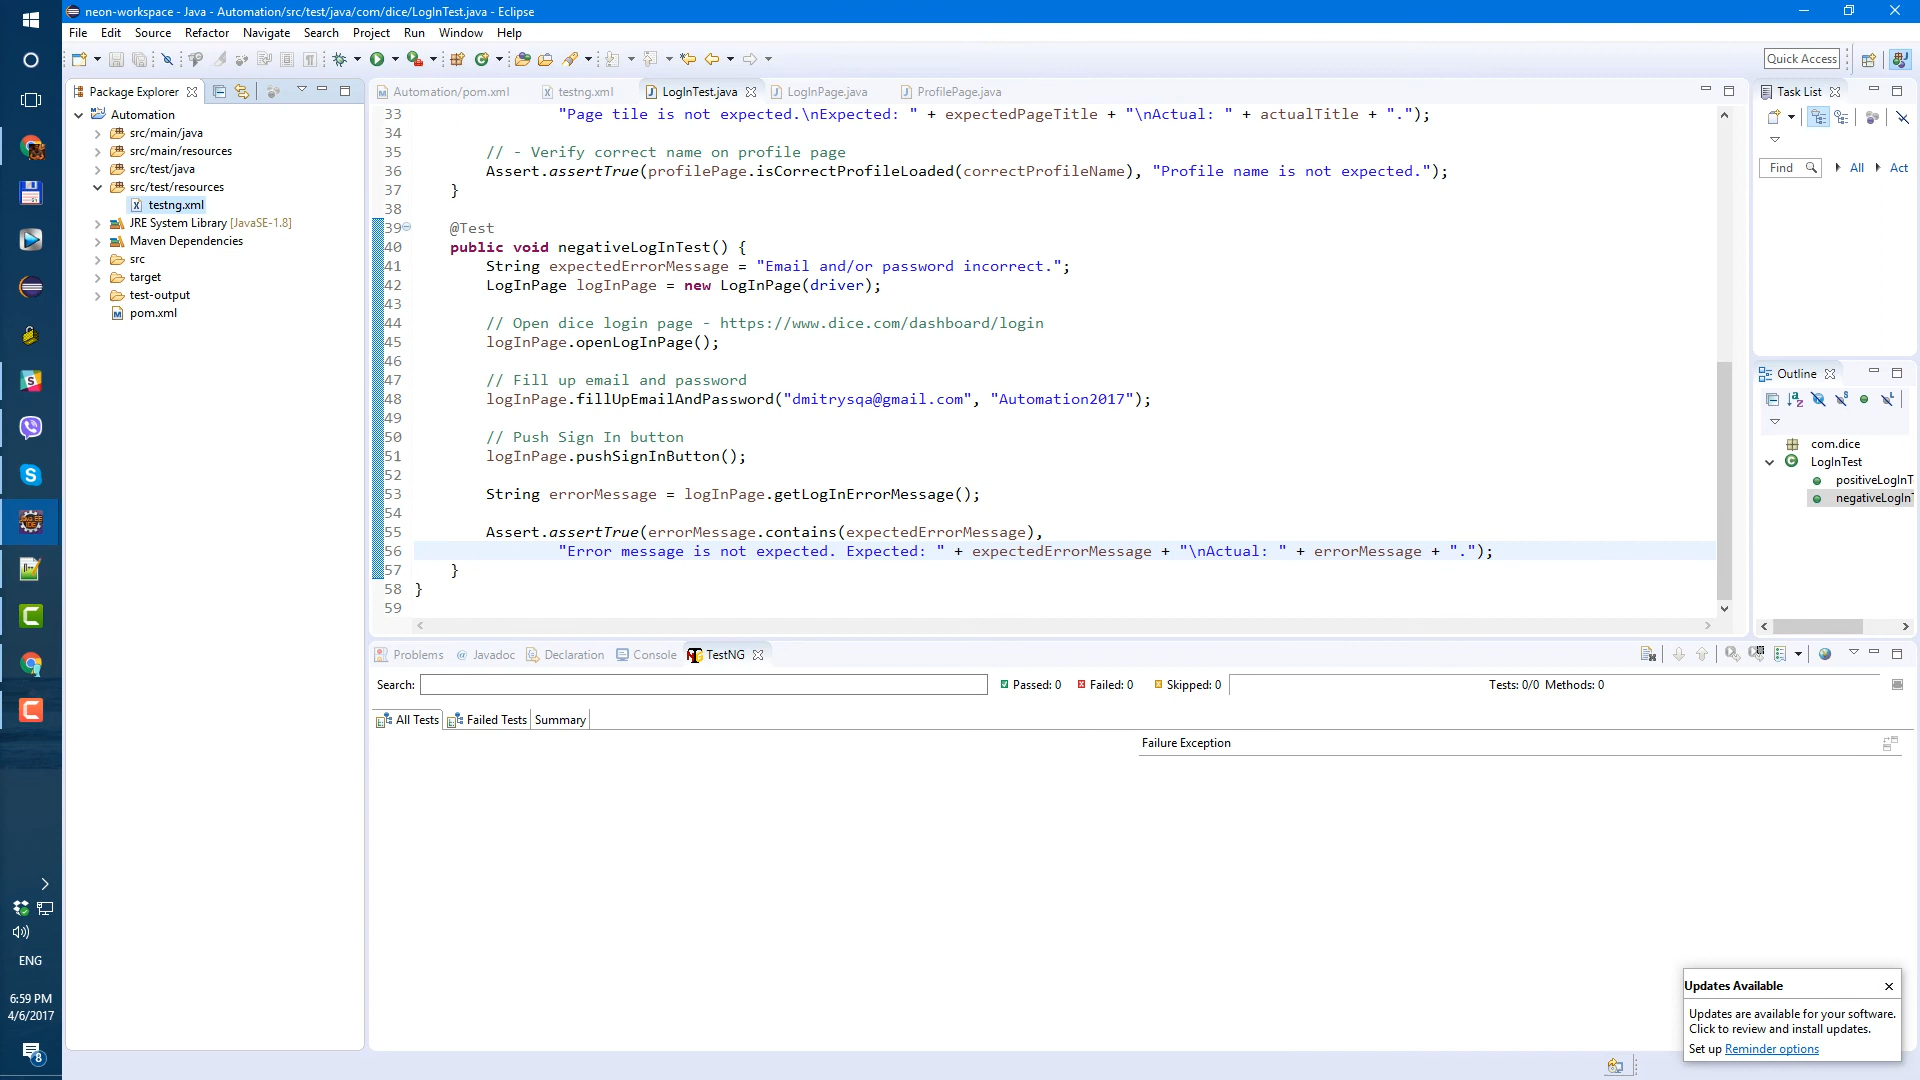 neon-workspace - Java - Automation/src/test/java/com/dice/LogInTest.java - Eclipse
File Edit Source Refactor Navigate Search Project Run Window Help
Quick Access
Package Explorer
Automation
src/main/java
src/main/resources
src/test/java
src/test/resources
testng.xml
JRE System Library [JavaSE-1.8]
Maven Dependencies
src
target
test-output
pom.xml
Automation/pom.xml testng.xml LogInTest.java LogInPage.java ProfilePage.java
33 "Page tile is not expected.\nExpected: " + expectedPageTitle + "\nActual: " + actualTitle + ".");
34
35 // - Verify correct name on profile page
36 Assert.assertTrue(profilePage.isCorrectProfileLoaded(correctProfileName), "Profile name is not expected.");
37 }
38
39 @Test
40 public void negativeLogInTest() {
41 String expectedErrorMessage = "Email and/or password incorrect.";
42 LogInPage logInPage = new LogInPage(driver);
43
44 // Open dice login page - https://www.dice.com/dashboard/login
45 logInPage.openLogInPage();
46
47 // Fill up email and password
48 logInPage.fillUpEmailAndPassword("dmitrysqa@gmail.com", "Automation2017");
49
50 // Push Sign In button
51 logInPage.pushSignInButton();
52
53 String errorMessage = logInPage.getLogInErrorMessage();
54
55 Assert.assertTrue(errorMessage.contains(expectedErrorMessage),
56 "Error message is not expected. Expected: " + expectedErrorMessage + "\nActual: " + errorMessage + ".");
57 }
58 }
59
Task List
Find All Act
Outline
com.dice
LogInTest
positiveLogInT
negativeLogInT
Problems @ Javadoc Declaration Console TestNG
Search: Passed: 0 Failed: 0 Skipped: 0 Tests: 0/0 Methods: 0
All Tests Failed Tests Summary
Failure Exception
ENG
6:59 PM
4/6/2017
8
Updates Available
Updates are available for your software.
Click to review and install updates.
Set up Reminder options